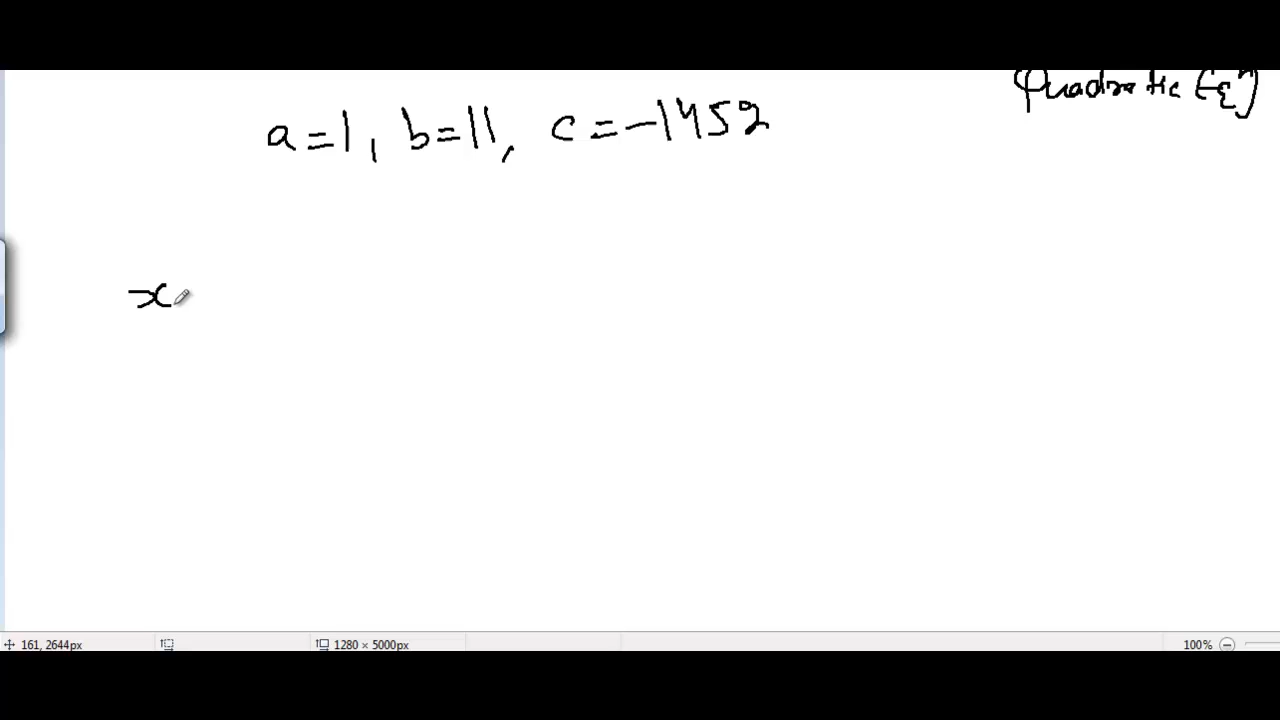 Quadratic Eqn
a = 1, b = 11, c = -1452
x
161, 2644px
1280 × 5000px
100%